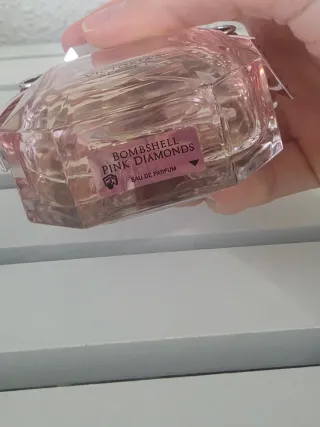 BOMBSHELL
PINK DIAMONDS
EAU DE PARFUM